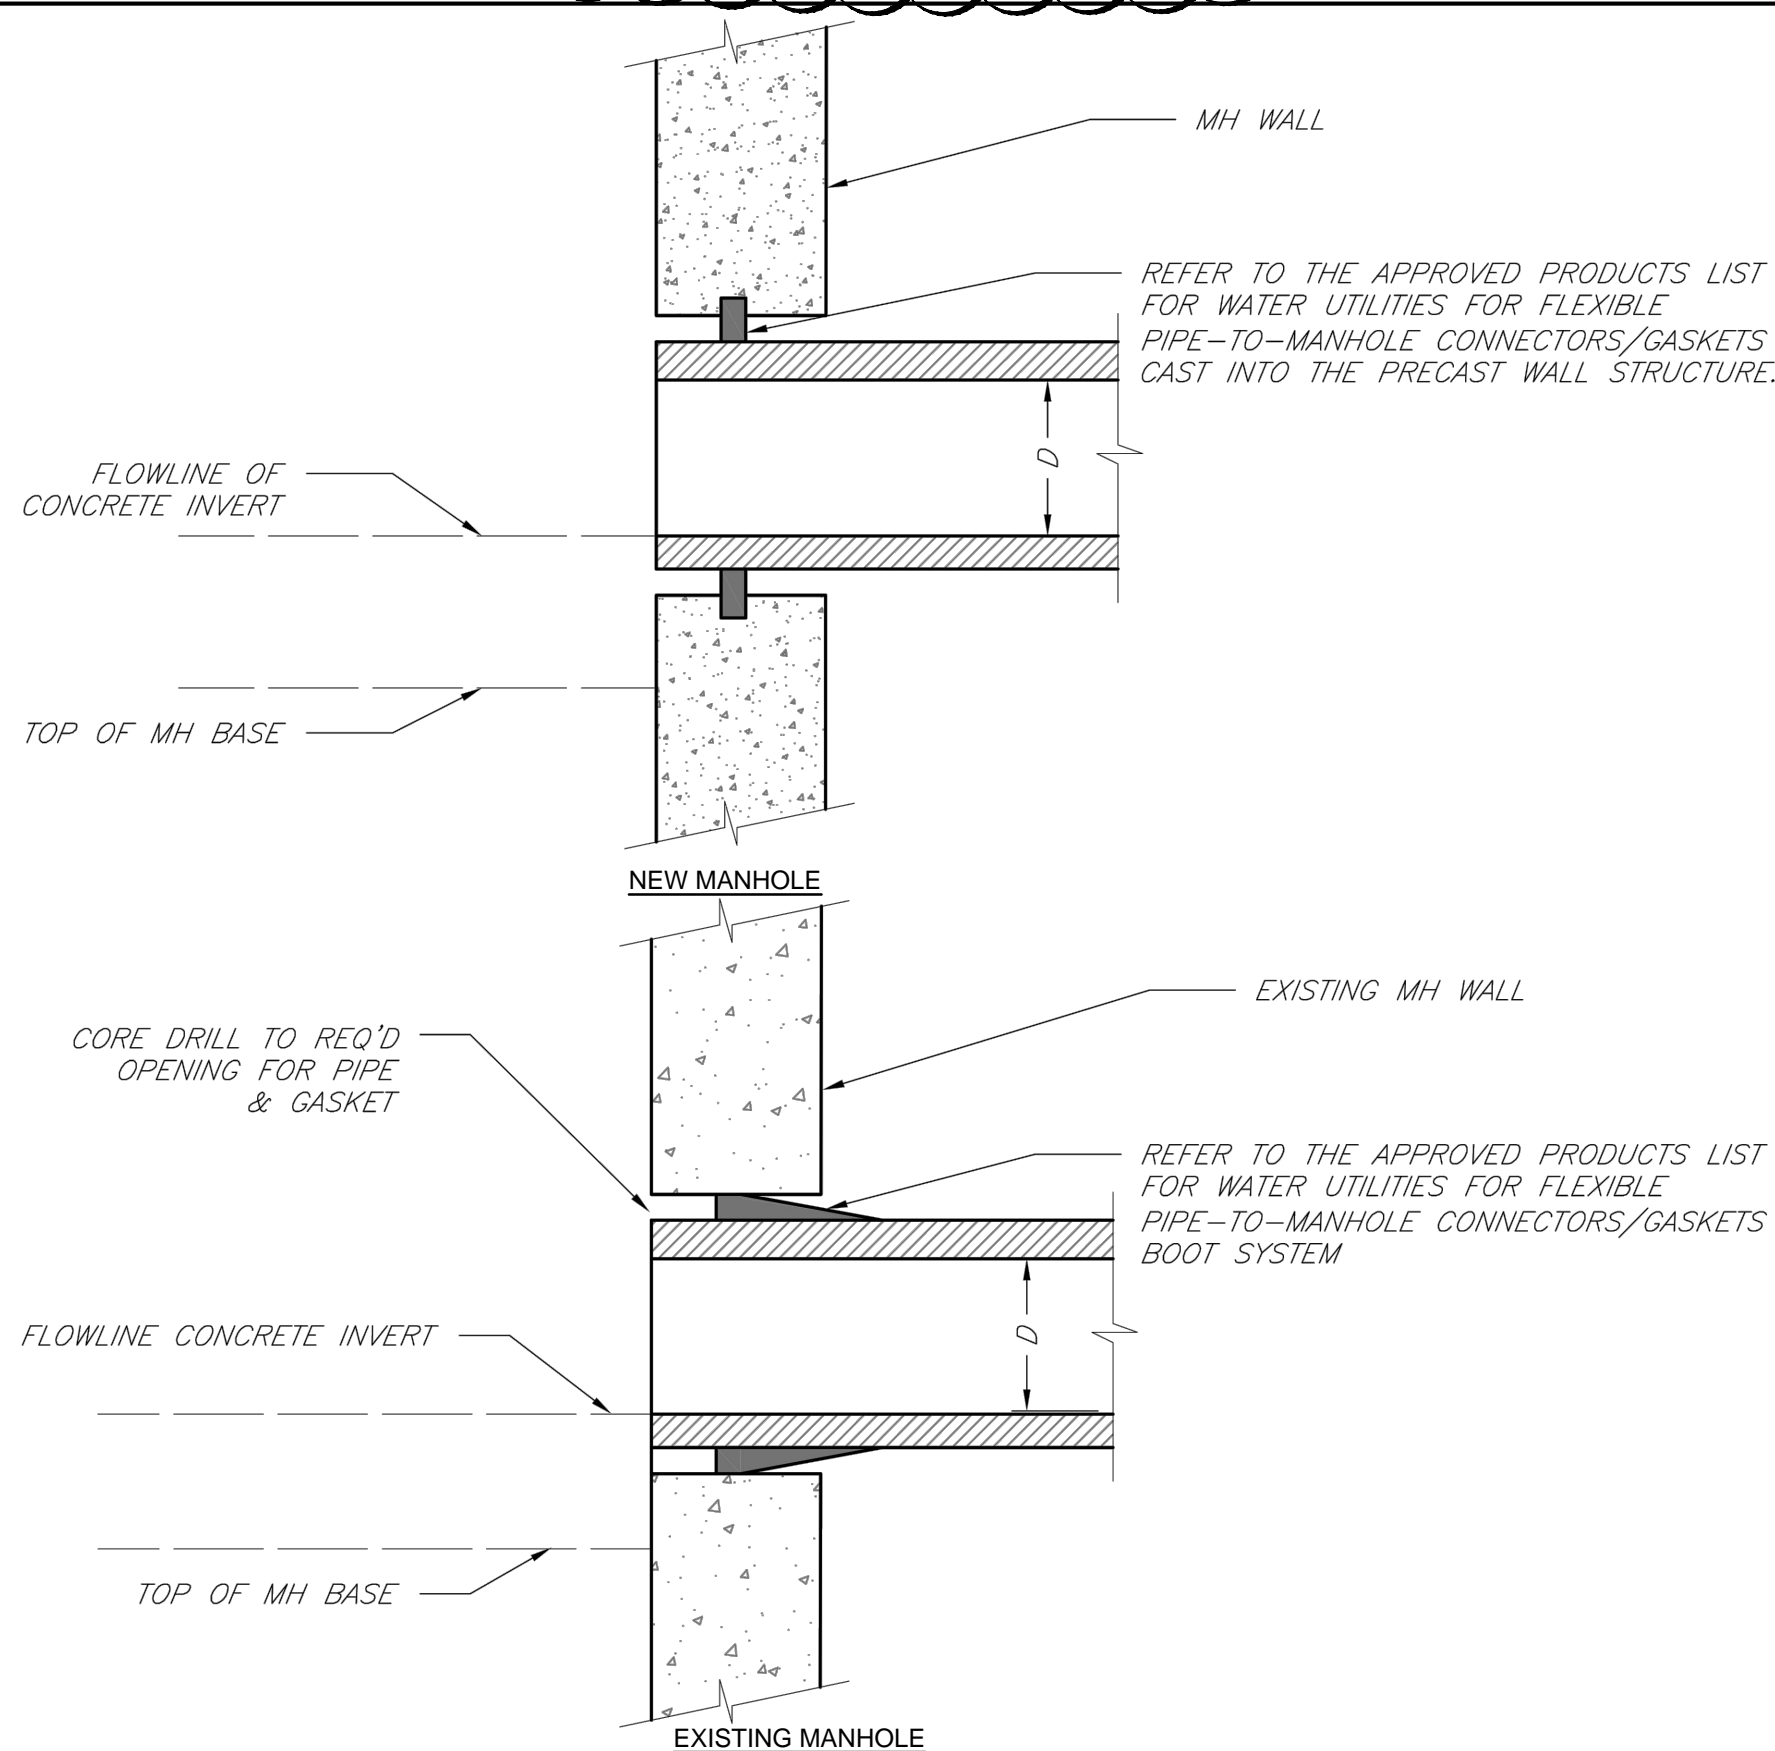 MH WALL
REFER TO THE APPROVED PRODUCTS LIST
FOR WATER UTILITIES FOR FLEXIBLE
PIPE-TO-MANHOLE CONNECTORS/GASKETS
CAST INTO THE PRECAST WALL STRUCTURE.
D
FLOWLINE OF
CONCRETE INVERT
TOP OF MH BASE
NEW MANHOLE
EXISTING MH WALL
CORE DRILL TO REQ'D
OPENING FOR PIPE
& GASKET
REFER TO THE APPROVED PRODUCTS LIST
FOR WATER UTILITIES FOR FLEXIBLE
PIPE-TO-MANHOLE CONNECTORS/GASKETS
BOOT SYSTEM
D
FLOWLINE CONCRETE INVERT
TOP OF MH BASE
EXISTING MANHOLE